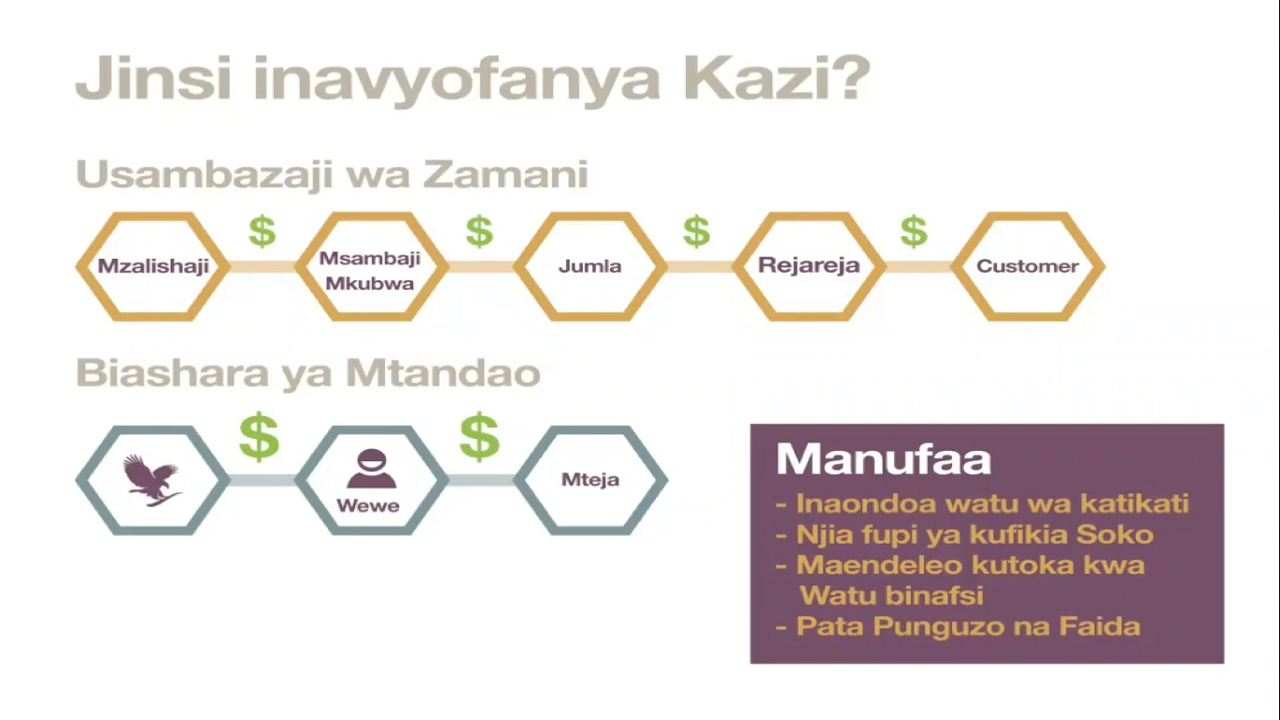 Jinsi inavyofanya Kazi?
Usambazaji wa Zamani
$ $ $ $
Mzalishaji
Msambaji
Mkubwa
Jumla
Rejareja
Customer
Biashara ya Mtandao
$ $
Wewe
Mteja
Manufaa
- Inaondoa watu wa katikati
- Njia fupi ya kufikia Soko
- Maendeleo kutoka kwa
Watu binafsi
- Pata Punguzo na Faida